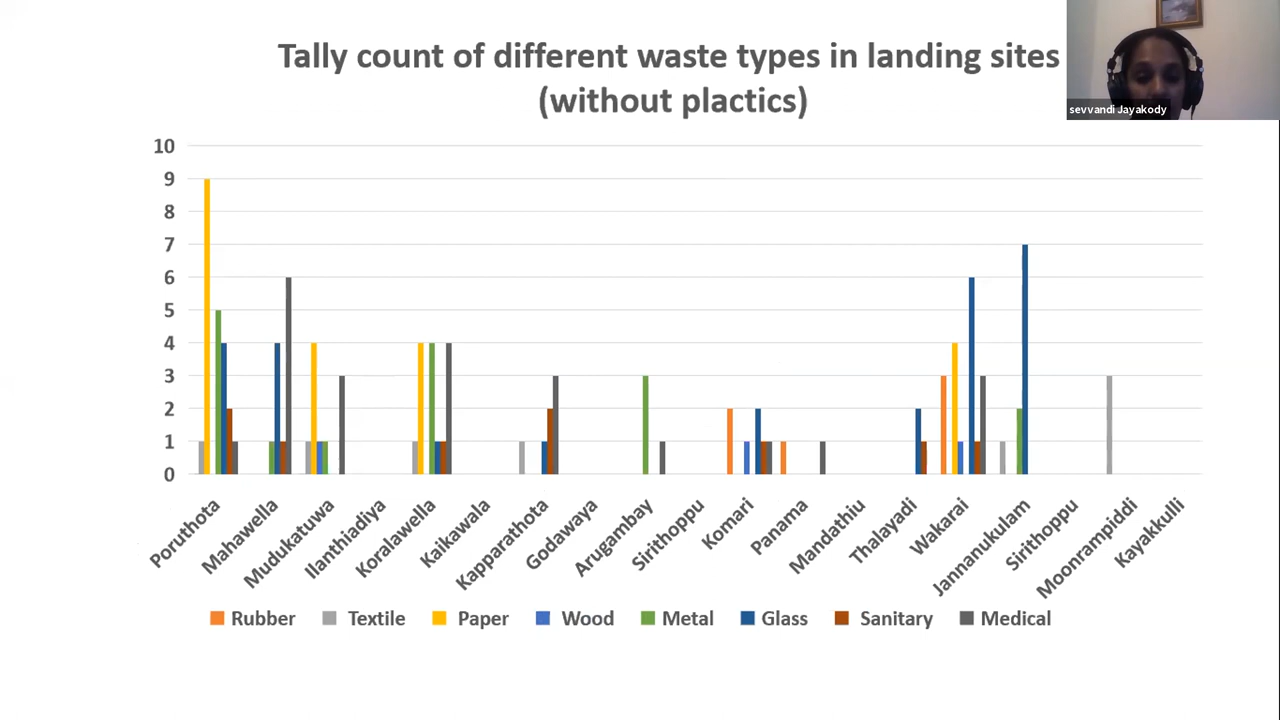 Tally count of different waste types in landing sites
(without plactics)
sevvandi Jayakody
10
9
8
7
6
5
4
3
2
1
0
Poruthota
Mahawella
Mudukatuwa
Ilanthiadiya
Koralawella
Kaikawala
Kapparathota
Godawaya
Arugambay
Sirithoppu
Komari
Panama
Mandathiu
Thalayadi
Wakarai
Jannanukulam
Sirithoppu
Moonrampiddi
Kayakkulli
Rubber Textile Paper Wood Metal Glass Sanitary Medical